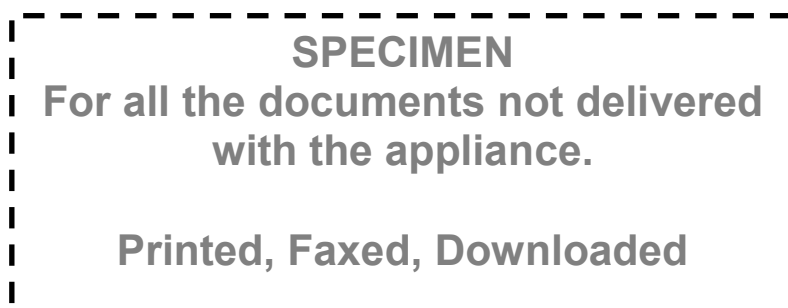 SPECIMEN
For all the documents not delivered
with the appliance.
Printed, Faxed, Downloaded